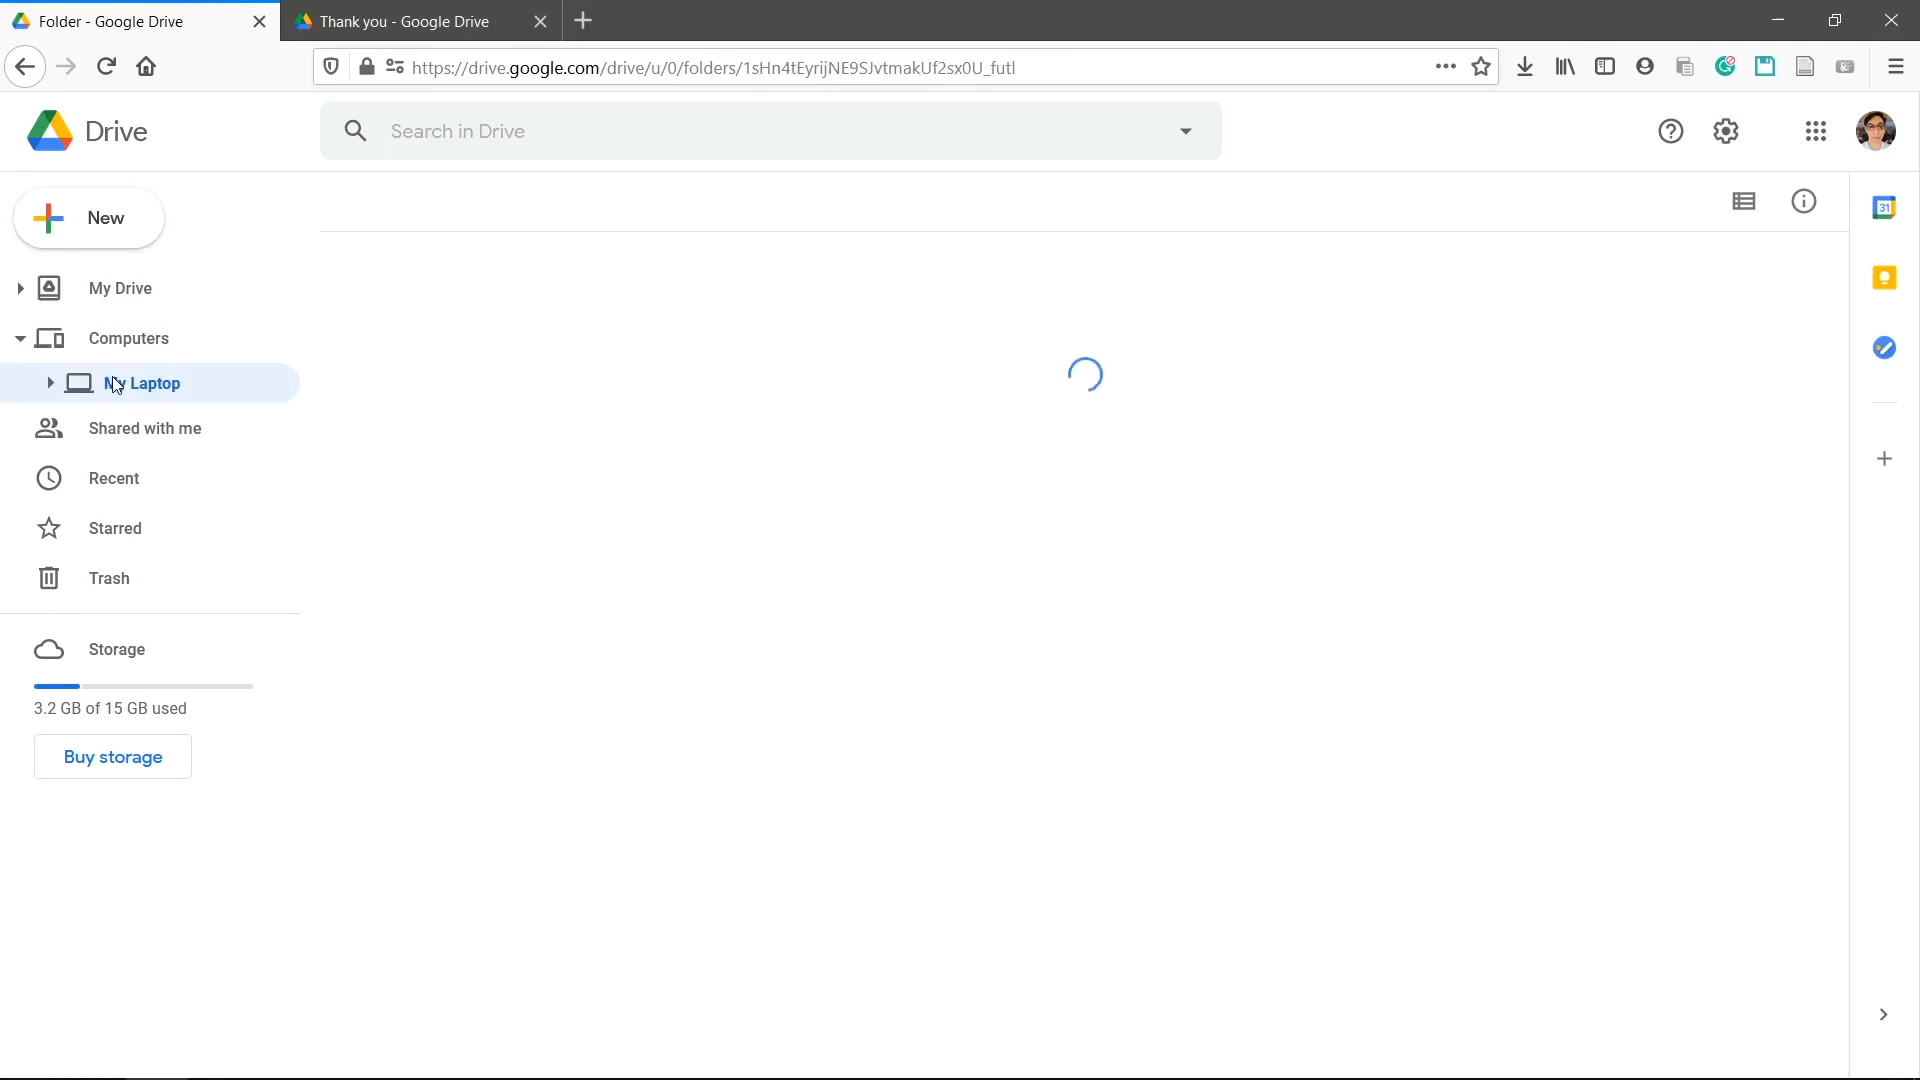 Folder - Google Drive
Thank you - Google Drive
https://drive.google.com/drive/u/0/folders/1sHn4tEyrijNE9SJvtmakUf2sx0U_futl
Drive
Search in Drive
New
My Drive
Computers
My Laptop
Shared with me
Recent
Starred
Trash
Storage
3.2 GB of 15 GB used
Buy storage
31